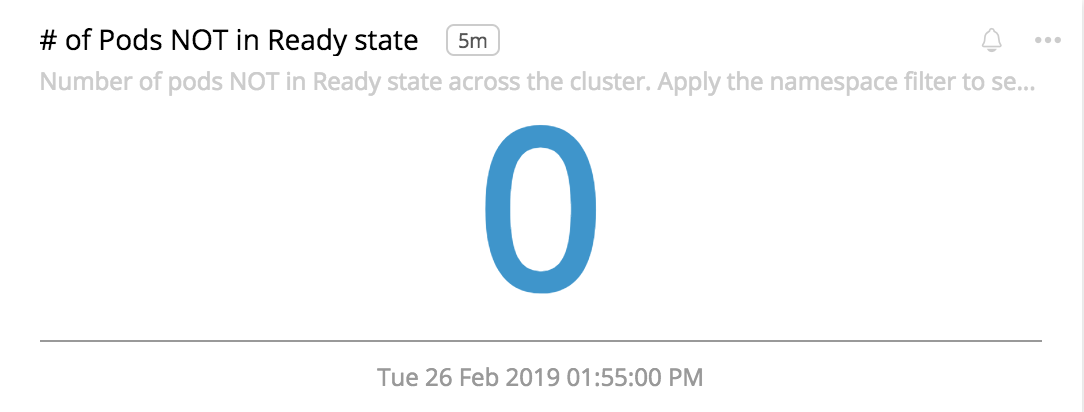 # of Pods NOT in Ready state 5m
Number of pods NOT in Ready state across the cluster. Apply the namespace filter to se...
0
Tue 26 Feb 2019 01:55:00 PM